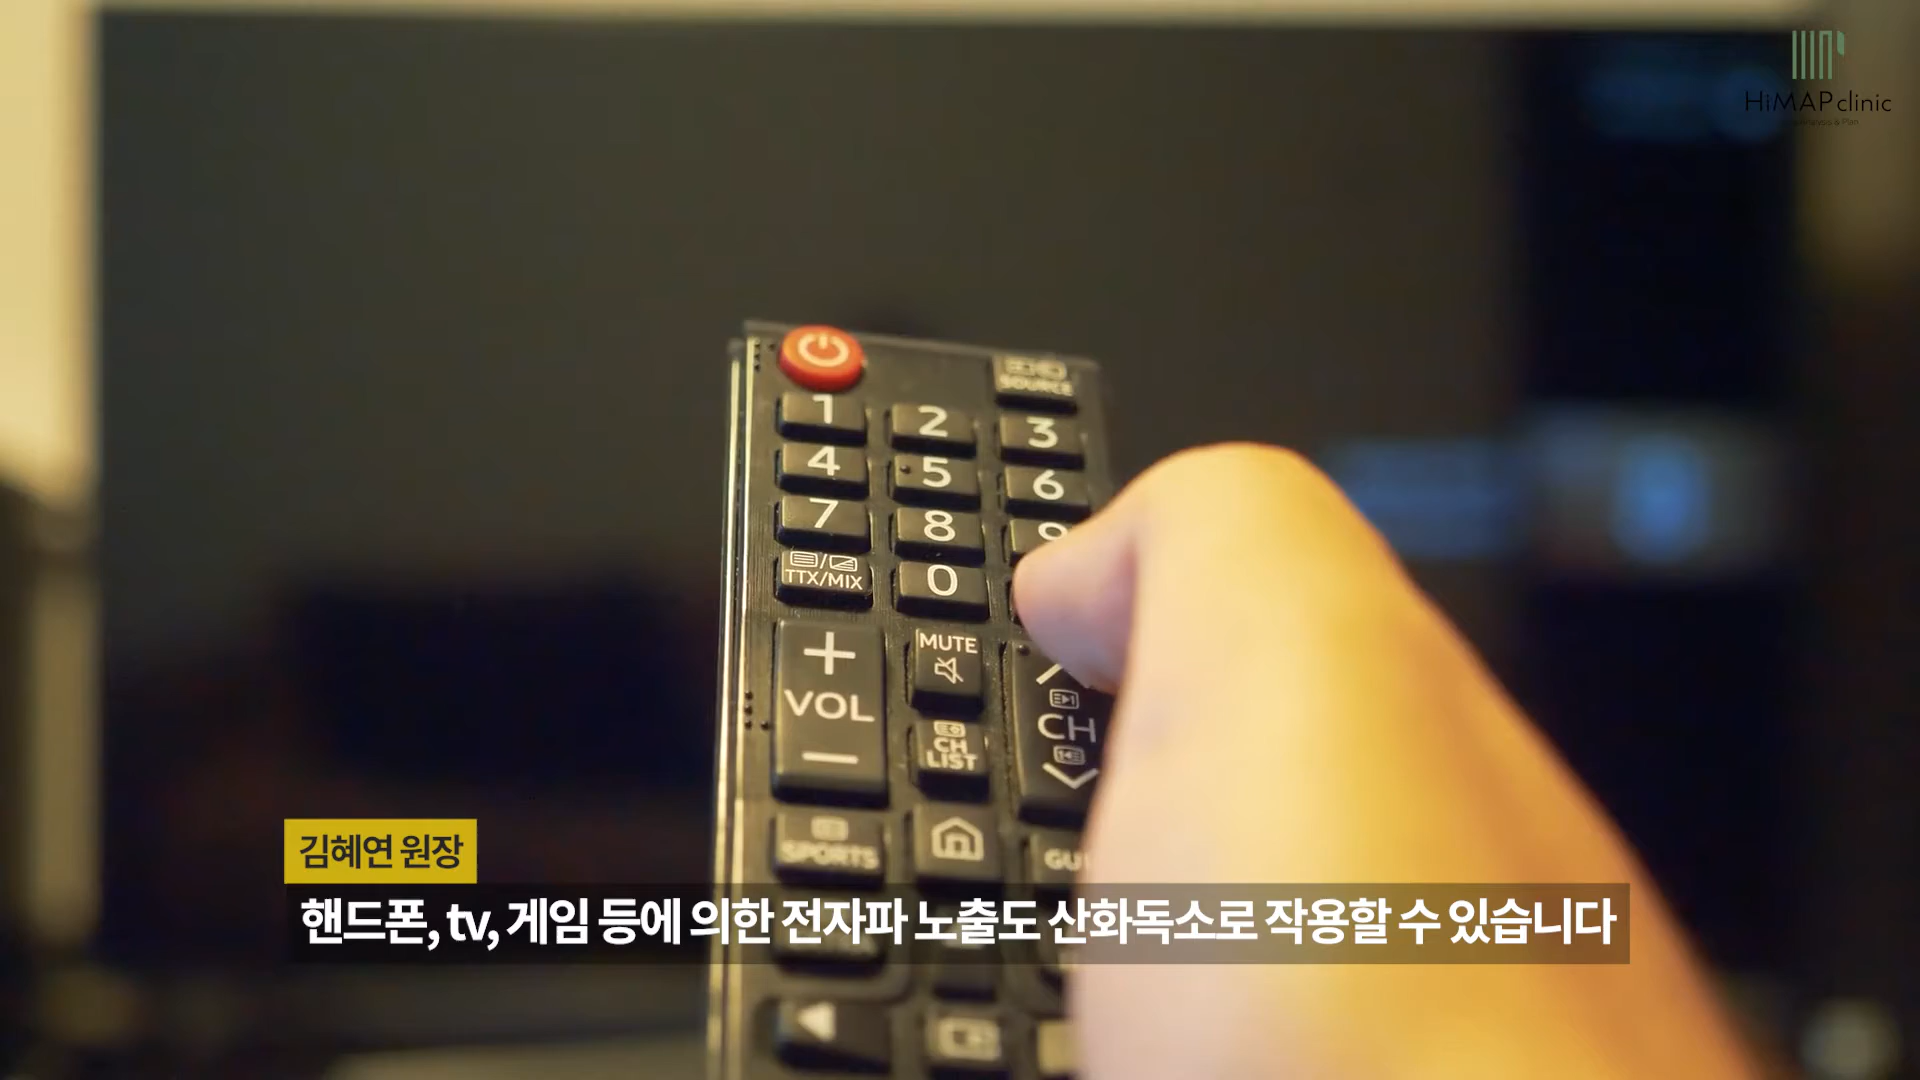 HiMAP clinic
SOURCE
1 2 3
4 5 6
7 8 9
TTX/MIX 0
+ MUTE
VOL CH
− CH LIST
SPORTS
김혜연 원장
핸드폰, tv, 게임 등에 의한 전자파 노출도 산화독소로 작용할 수 있습니다